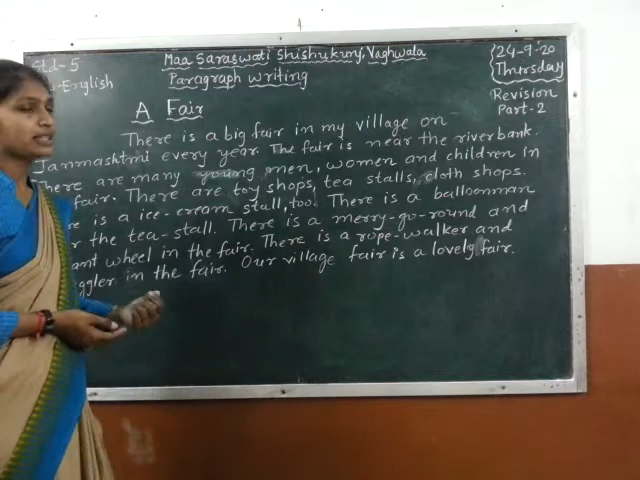 Std-5
Maa Saraswati Shishukunj, Vaghwala
24-9-20
English
Paragraph writing
Thursday
Revision
Part-2
A Fair
There is a big fair in my village on
Janmashtmi every year. The fair is near the river bank.
There are many young men, women and children in
fair. There are toy shops, tea stalls, cloth shops.
is a ice-cream stall, too. There is a balloonman
the tea-stall. There is a merry-go-round and
wheel in the fair. There is a rope-walker and
in the fair. Our village fair is a lovely fair.